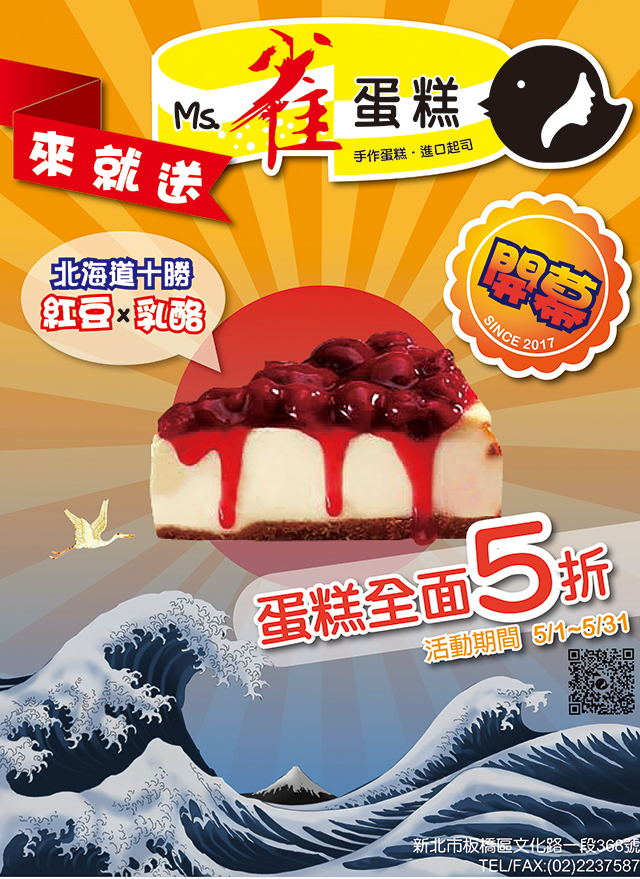 Ms. 雀 蛋糕
手作蛋糕・進口起司
來就送
北海道十勝
紅豆×乳酪
開幕
SINCE 2017
蛋糕全面5折
活動期間 5/1~5/31
新北市板橋區文化路一段368號
TEL/FAX:(02)2237587